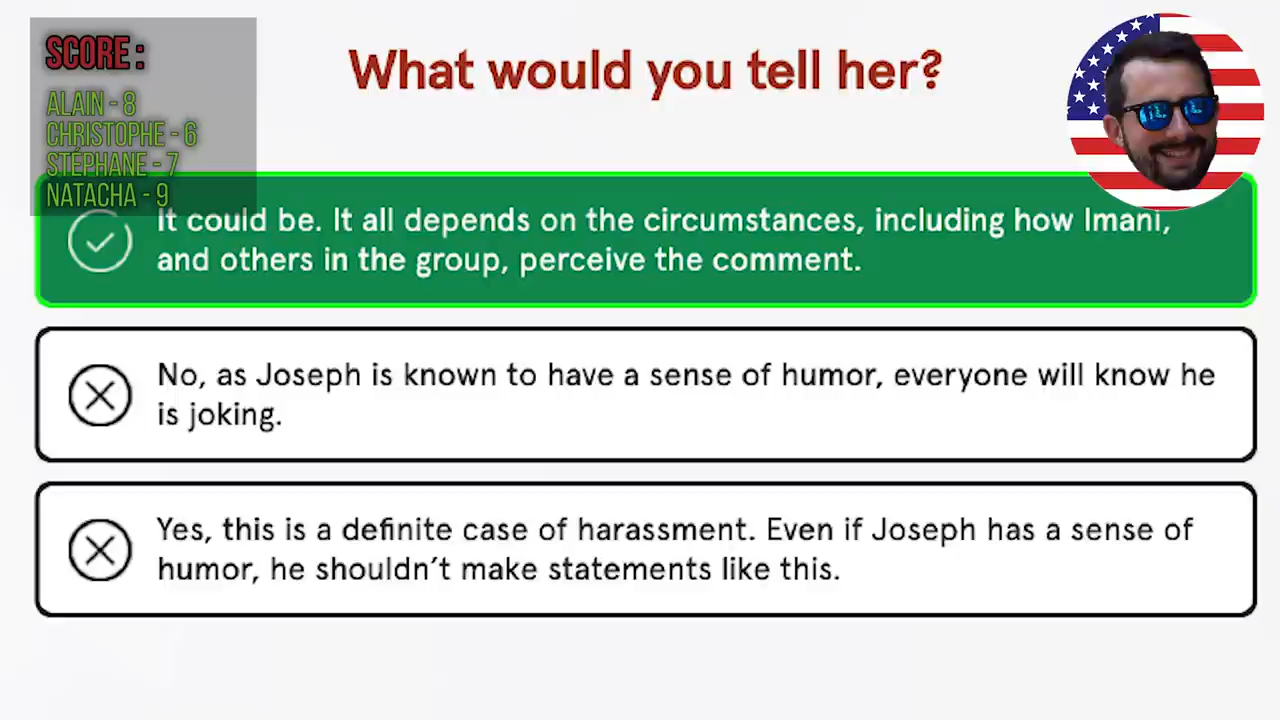 SCORE :
ALAIN - 8
CHRISTOPHE - 6
STÉPHANE - 7
NATACHA - 9
What would you tell her?
It could be. It all depends on the circumstances, including how Imani,
and others in the group, perceive the comment.
No, as Joseph is known to have a sense of humor, everyone will know he
is joking.
Yes, this is a definite case of harassment. Even if Joseph has a sense of
humor, he shouldn't make statements like this.